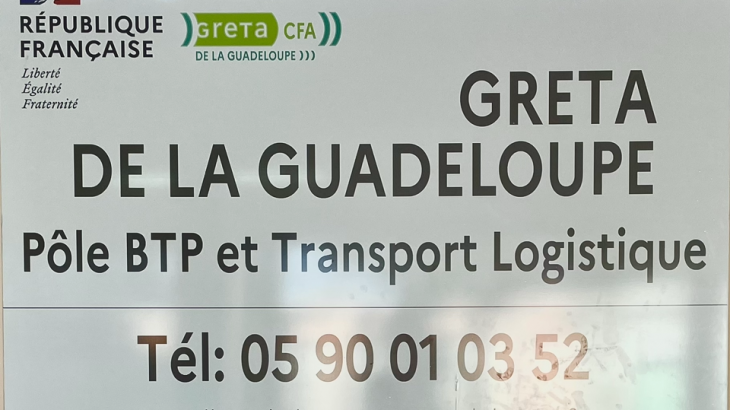 RÉPUBLIQUE
FRANÇAISE
Liberté
Égalité
Fraternité
GRETA CFA
DE LA GUADELOUPE )))
GRETA
DE LA GUADELOUPE
Pôle BTP et Transport Logistique
Tél: 05 90 01 03 52